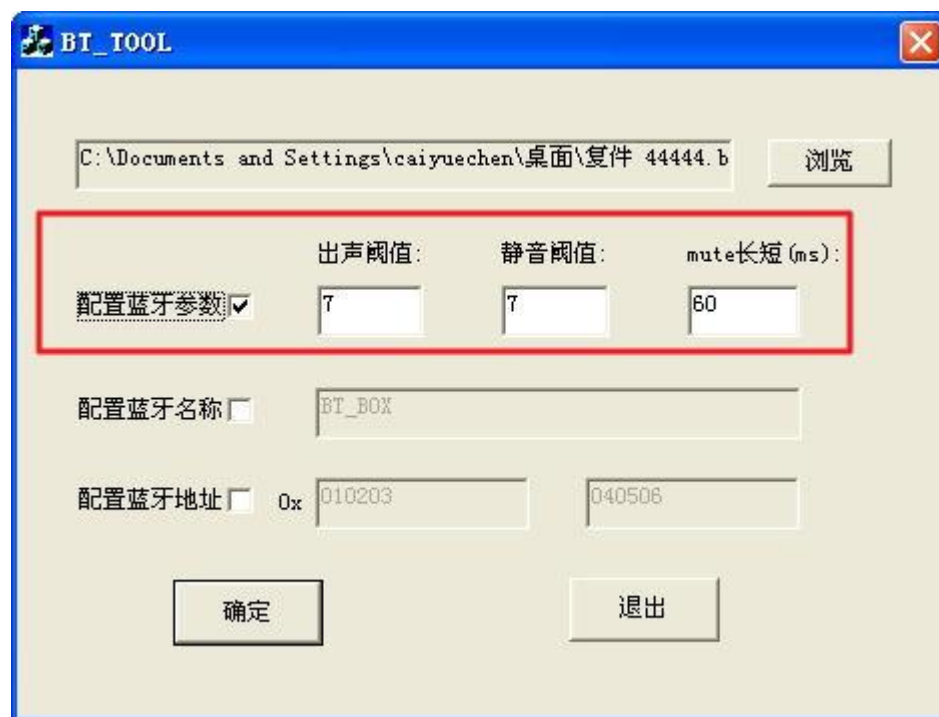 BT_TOOL
C:\Documents and Settings\caiyuechen\桌面\复件 44444.b
浏览
出声阈值: 静音阈值: mute长短(ms):
配置蓝牙参数 7 7 60
配置蓝牙名称 BT_BOX
配置蓝牙地址 0x 010203 040506
确定 退出